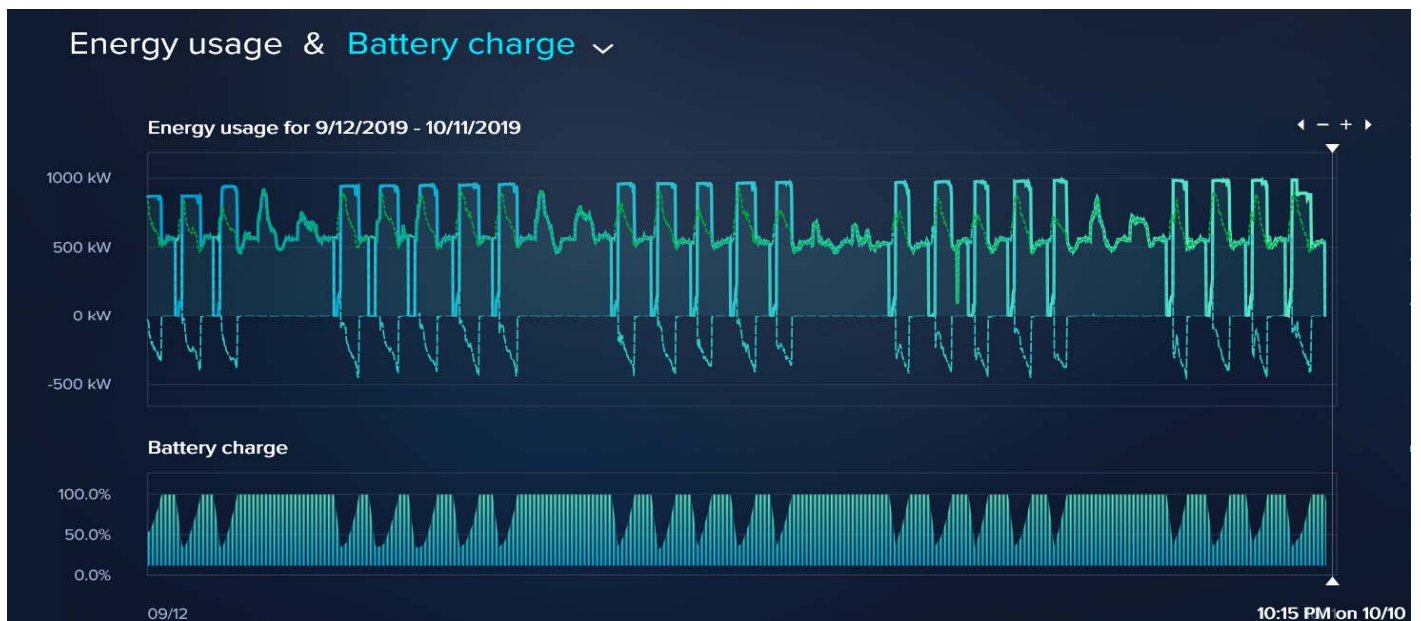 Energy usage & Battery charge
Energy usage for 9/12/2019 - 10/11/2019
1000 kW
500 kW
0 kW
-500 kW
Battery charge
100.0%
50.0%
0.0%
09/12
10:15 PM on 10/10